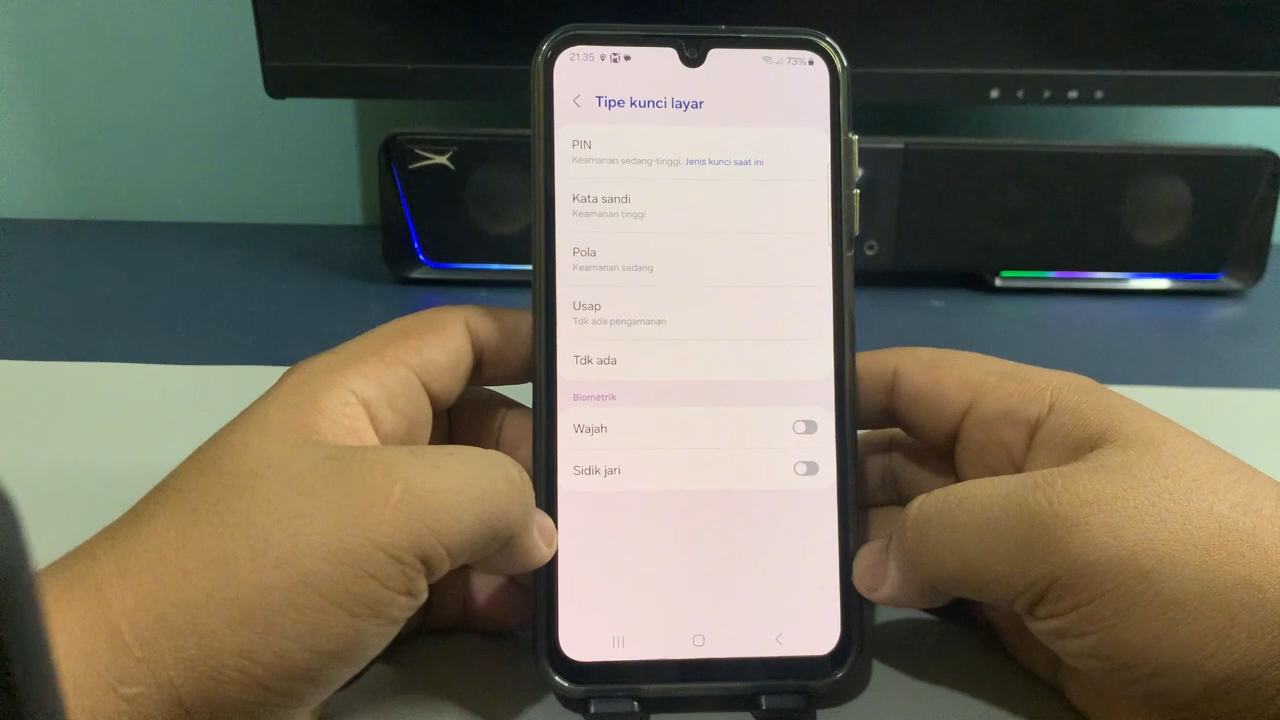 21.35
73%
Tipe kunci layar
PIN
Keamanan sedang-tinggi, Jenis kunci saat ini
Kata sandi
Keamanan tinggi
Pola
Keamanan sedang
Usap
Tdk ada pengamanan
Tdk ada
Biometrik
Wajah
Sidik jari